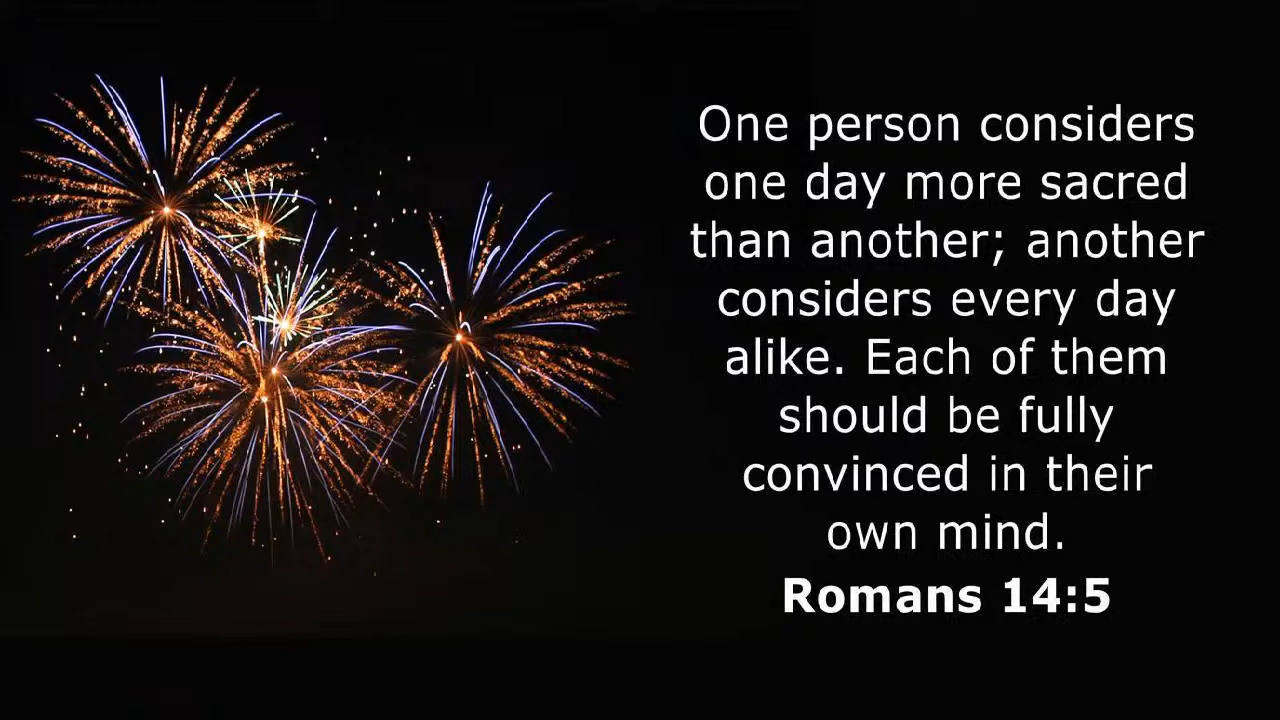 One person considers
one day more sacred
than another; another
considers every day
alike. Each of them
should be fully
convinced in their
own mind.
Romans 14:5